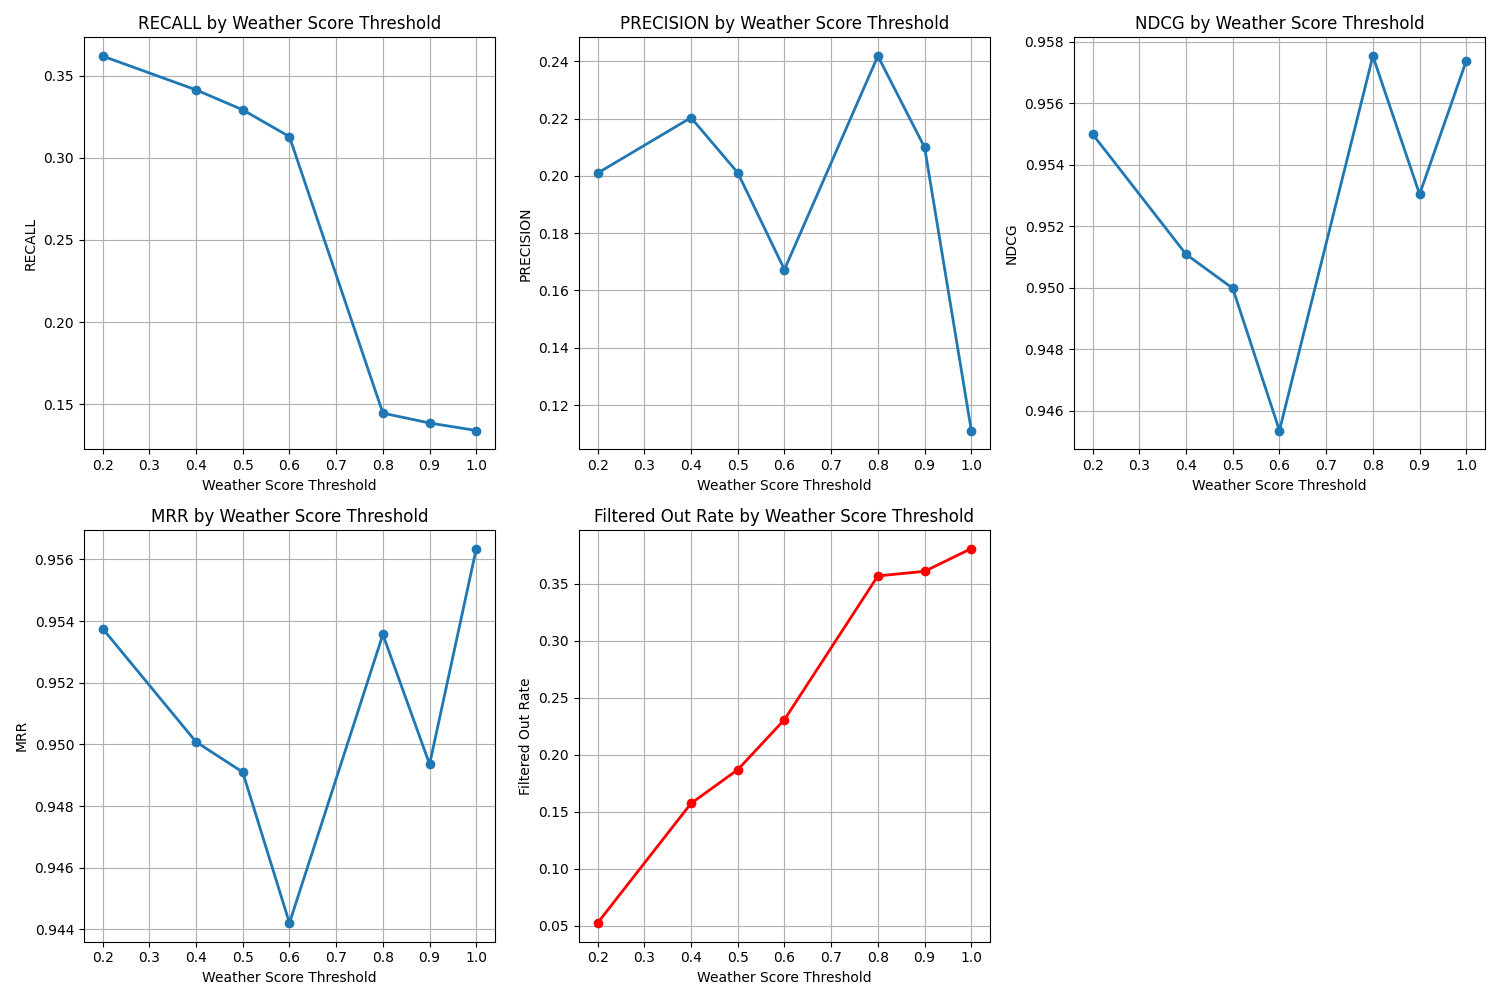 RECALL by Weather Score Threshold
RECALL
0.35
0.30
0.25
0.20
0.15
0.2 0.3 0.4 0.5 0.6 0.7 0.8 0.9 1.0
Weather Score Threshold
PRECISION by Weather Score Threshold
PRECISION
0.24
0.22
0.20
0.18
0.16
0.14
0.12
0.2 0.3 0.4 0.5 0.6 0.7 0.8 0.9 1.0
Weather Score Threshold
NDCG by Weather Score Threshold
NDCG
0.958
0.956
0.954
0.952
0.950
0.948
0.946
0.2 0.3 0.4 0.5 0.6 0.7 0.8 0.9 1.0
Weather Score Threshold
MRR by Weather Score Threshold
MRR
0.956
0.954
0.952
0.950
0.948
0.946
0.944
0.2 0.3 0.4 0.5 0.6 0.7 0.8 0.9 1.0
Weather Score Threshold
Filtered Out Rate by Weather Score Threshold
Filtered Out Rate
0.35
0.30
0.25
0.20
0.15
0.10
0.05
0.2 0.3 0.4 0.5 0.6 0.7 0.8 0.9 1.0
Weather Score Threshold